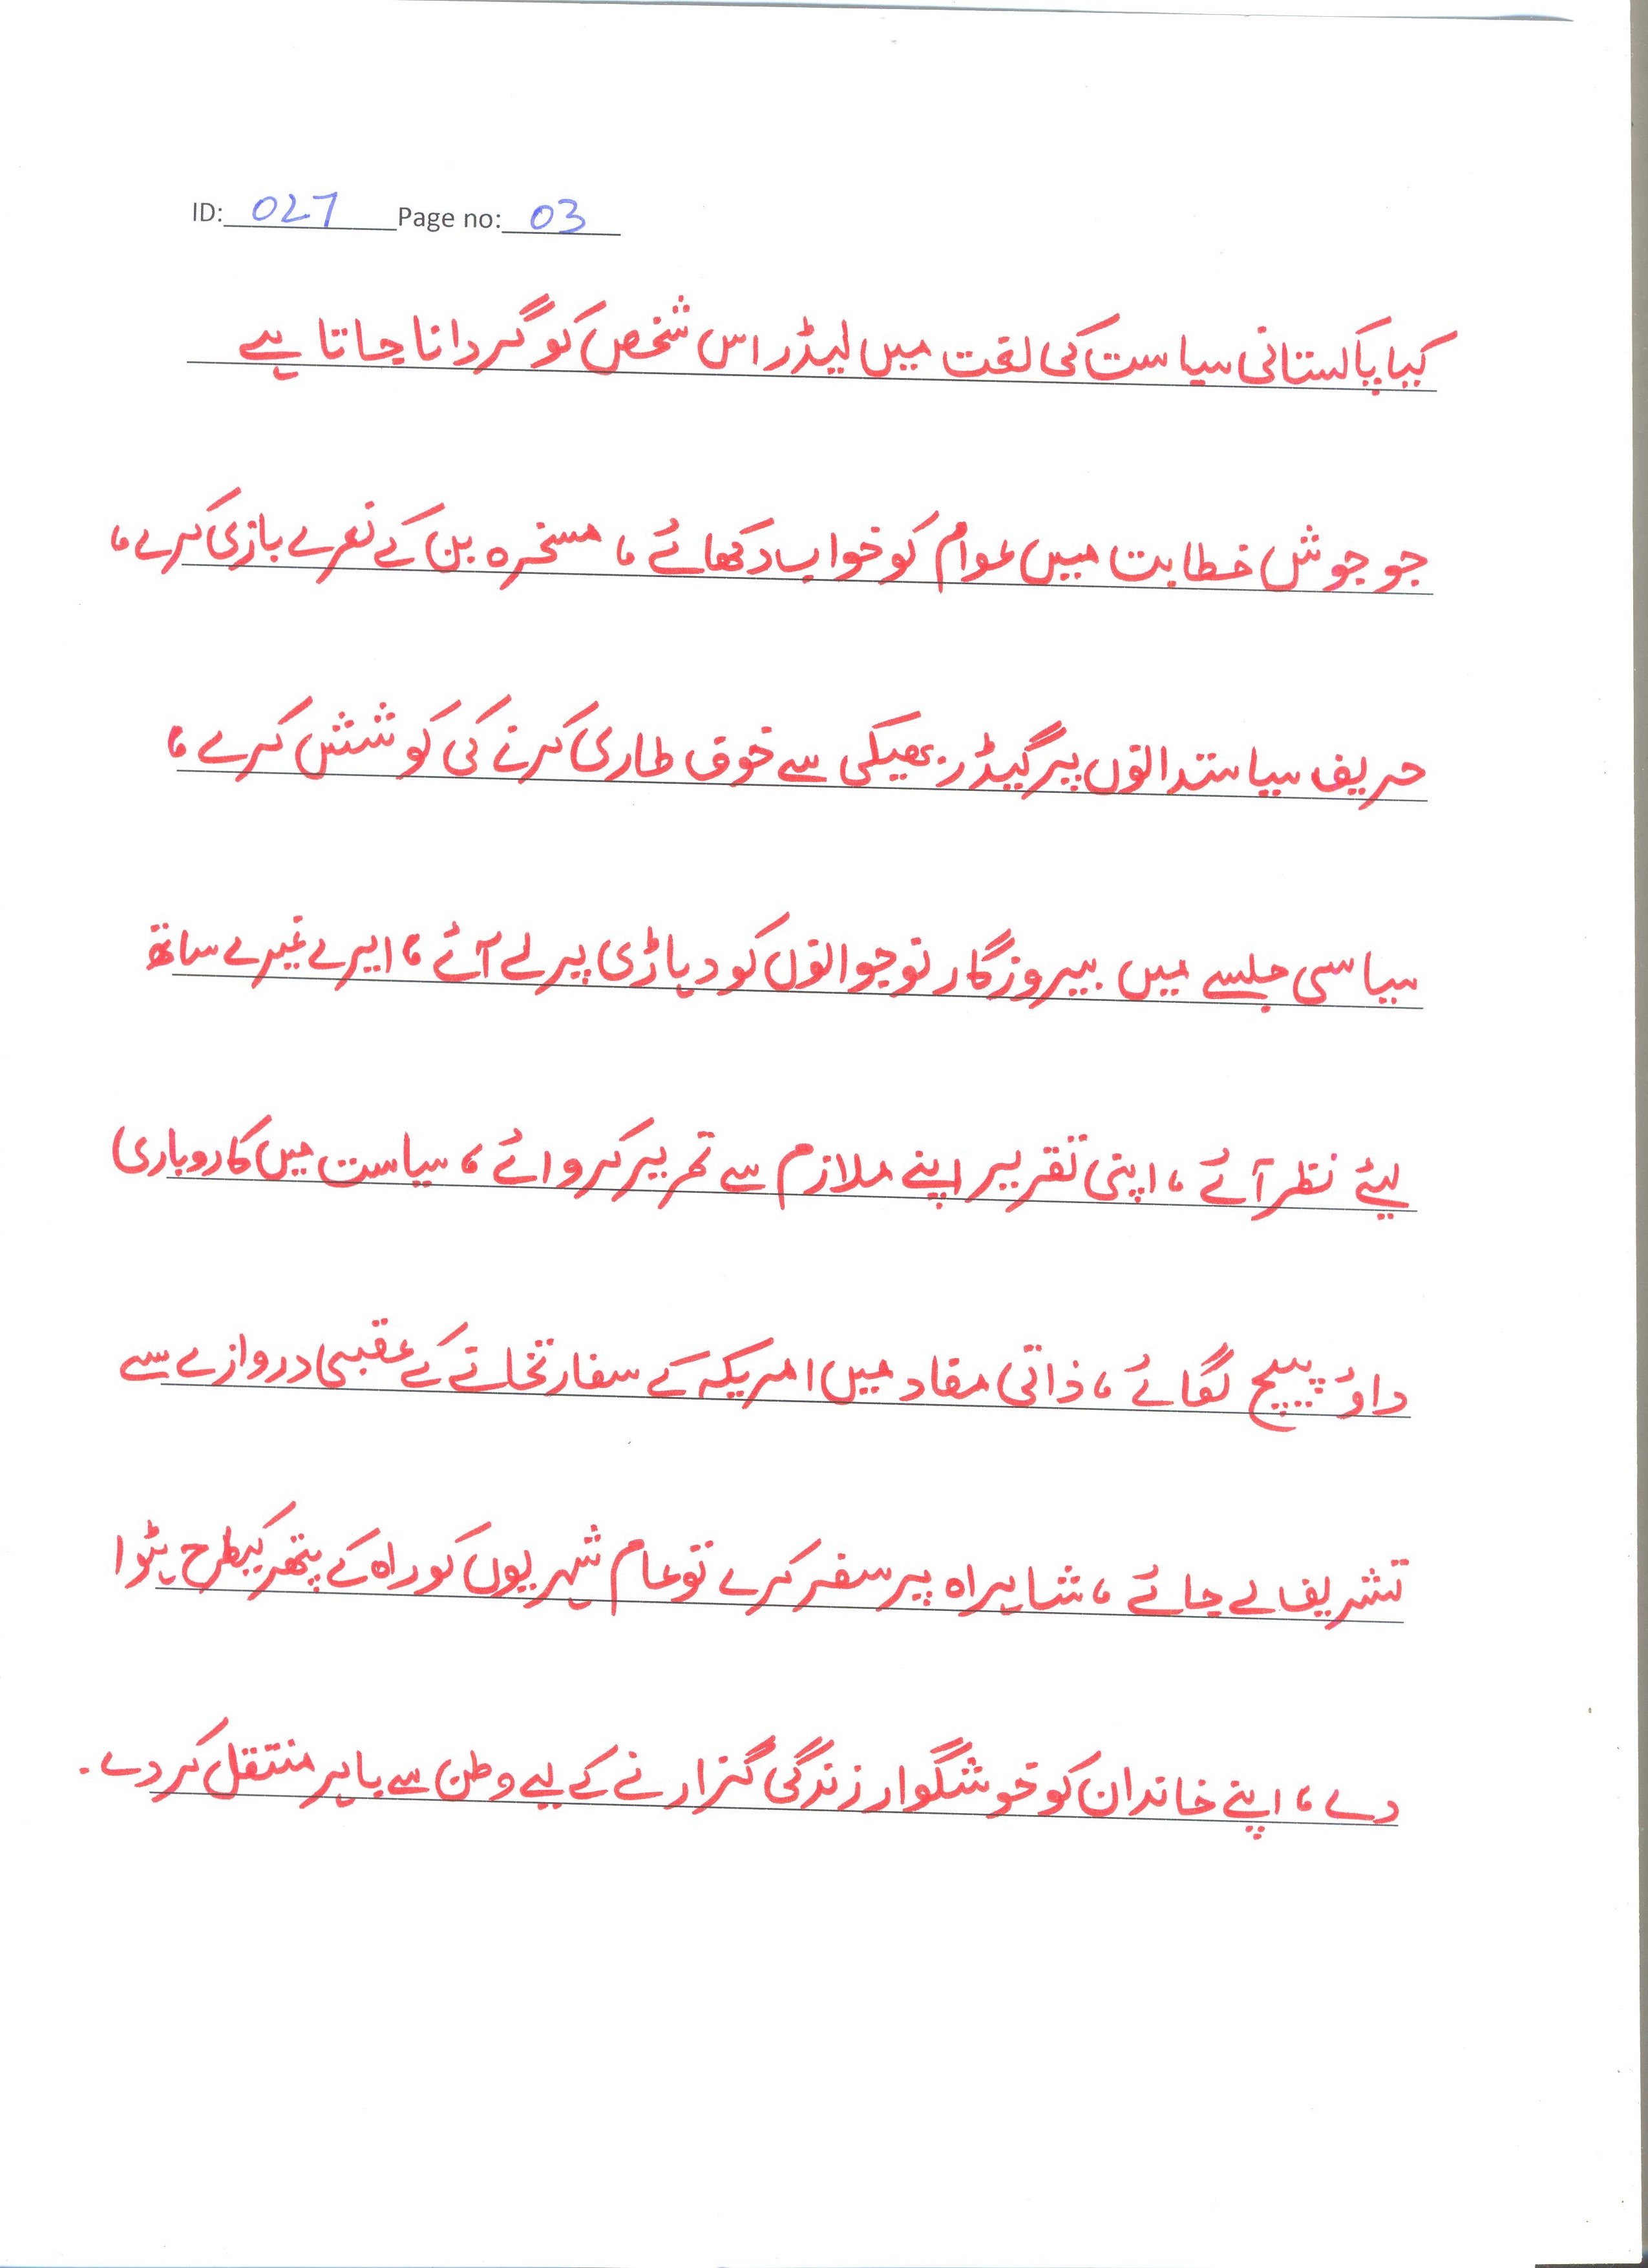 ID: 027 Page no: 03
کیا پاکستانی سیاست کی لغت میں لیڈر اس شخص کو گردانا جاتا ہے
جو جوش خطابت میں عوام کو خواب دکھائے ، مسخرہ بن کے نعرے بازی کرے ،
حریف سیاستدانوں پر گیڈر بھبکی سے خوف طاری کرنے کی کوشش کرے ،
سیاسی جلسے میں بیروزگار نوجوانوں کو دہاڑی پر لے آئے ، ایرے غیرے ساتھ
لیئے نظر آئے ، اپنی تقریر اپنے ملازم سے تحریر کروائے ، سیاست میں کاروباری
داؤ پیچ لگائے ، ذاتی مفاد میں امریکہ کے سفارتخانے کے عقبی دروازے سے
تشریف لے جائے ، شاہراہ پر سفر کرے تو عام شہریوں کو راہ کے پتھر کیطرح ہٹوا
دے ، اپنے خاندان کو خوشگوار زندگی گزارنے کے لیے وطن سے باہر منتقل کر دے .